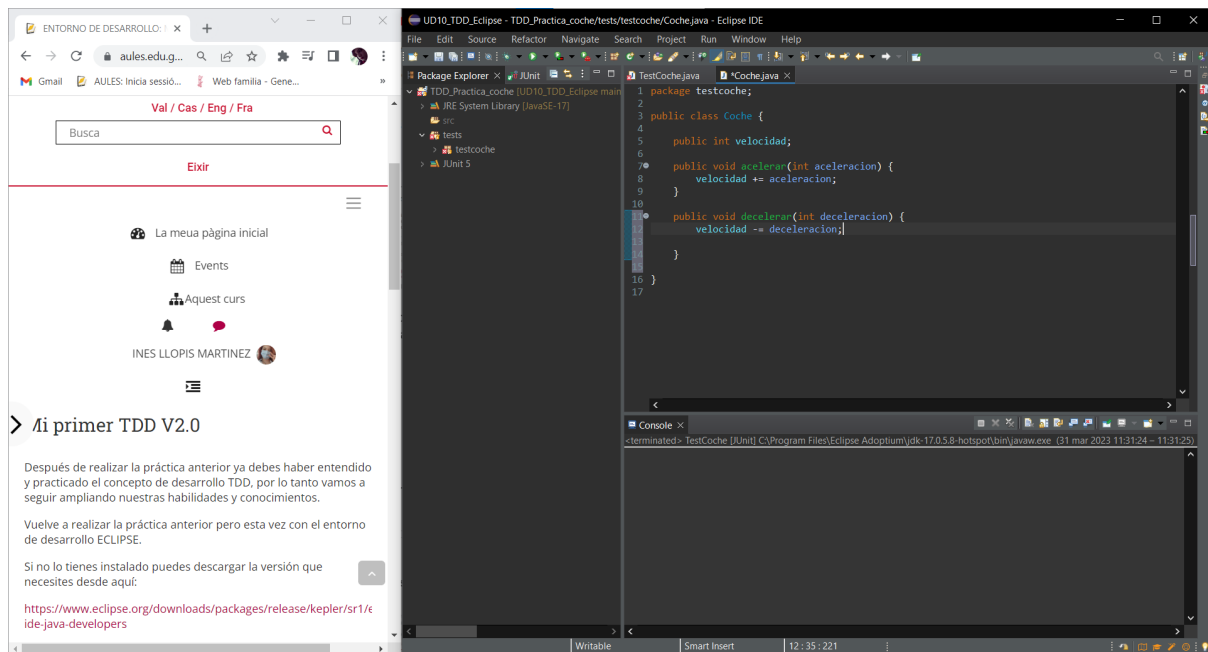 ENTORNO DE DESARROLLO: I
aules.edu.g...
Gmail
AULES: Inicia sessió...
Web familia - Gene...
»
Val / Cas / Eng / Fra
Busca
Eixir
La meua pàgina inicial
Events
Aquest curs
INES LLOPIS MARTINEZ
Mi primer TDD V2.0
Después de realizar la práctica anterior ya debes haber entendido
y practicado el concepto de desarrollo TDD, por lo tanto vamos a
seguir ampliando nuestras habilidades y conocimientos.
Vuelve a realizar la práctica anterior pero esta vez con el entorno
de desarrollo ECLIPSE.
Si no lo tienes instalado puedes descargar la versión que
necesites desde aquí:
https://www.eclipse.org/downloads/packages/release/kepler/sr1/e
ide-java-developers
UD10_TDD_Eclipse - TDD_Practica_coche/tests/testcoche/Coche.java - Eclipse IDE
File Edit Source Refactor Navigate Search Project Run Window Help
Package Explorer
JUnit
TDD_Practica_coche [UD10_TDD_Eclipse main
JRE System Library [JavaSE-17]
src
tests
testcoche
JUnit 5
TestCoche.java
*Coche.java
1 package testcoche;
2
3 public class Coche {
4
5 public int velocidad;
6
7 public void acelerar(int aceleracion) {
8 velocidad += aceleracion;
9 }
10
11 public void decelerar(int deceleracion) {
12 velocidad -= deceleracion;
13
14 }
15
16 }
17
Console
<terminated> TestCoche [JUnit] C:\Program Files\Eclipse Adoptium\jdk-17.0.5.8-hotspot\bin\javaw.exe (31 mar 2023 11:31:24 – 11:31:25)
Writable
Smart Insert
12 : 35 : 221